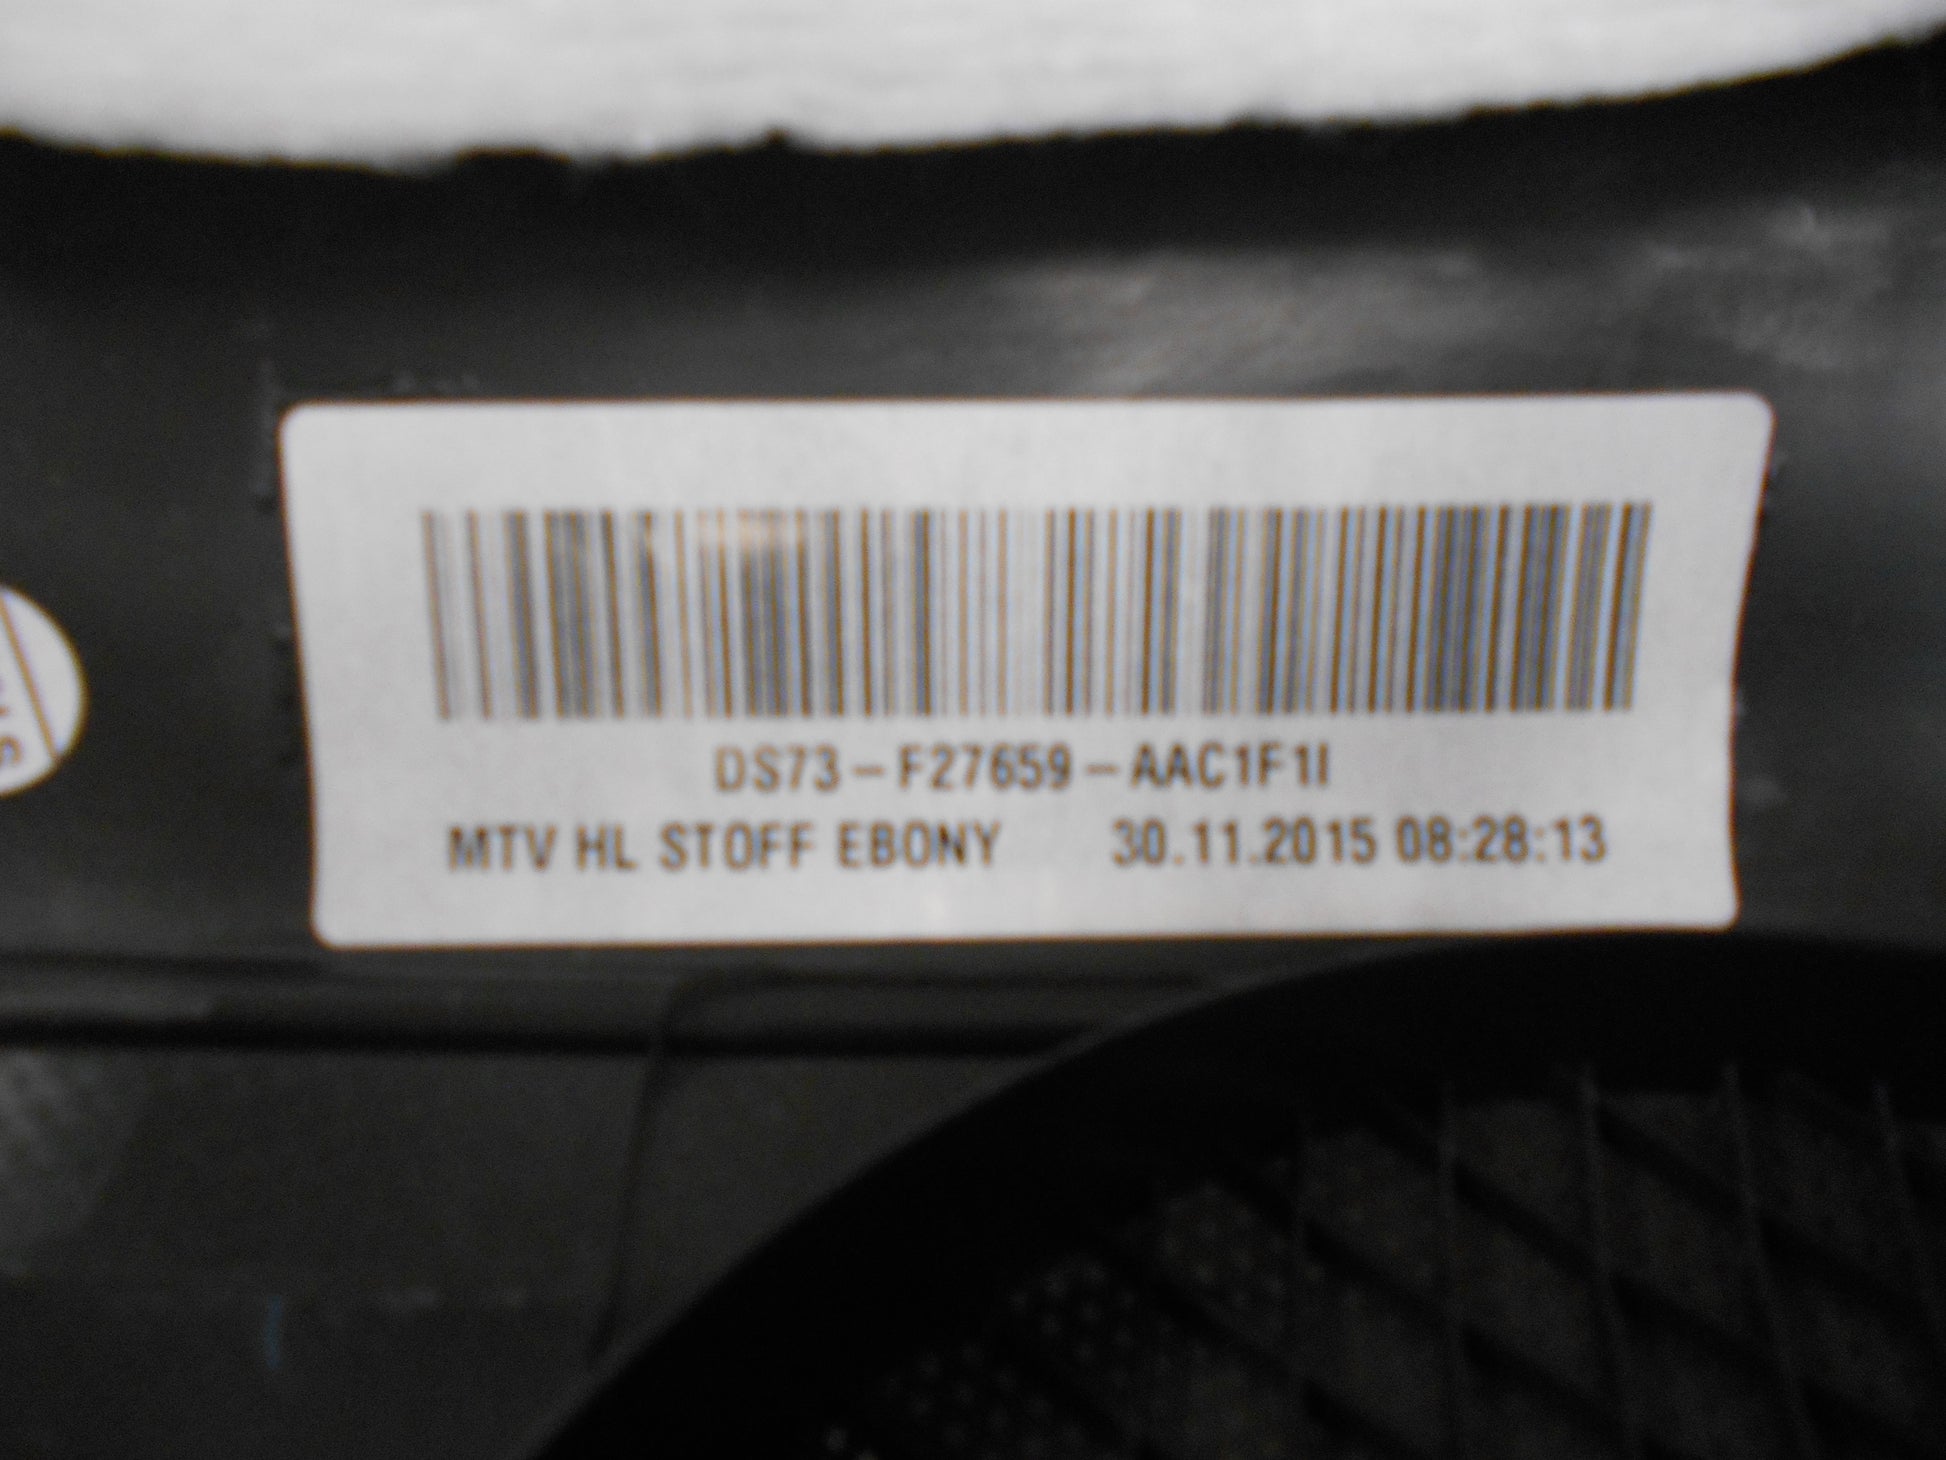 DS73-F27659-AAC1F1I
MTV HL STOFF EBONY 30.11.2015 08:28:13